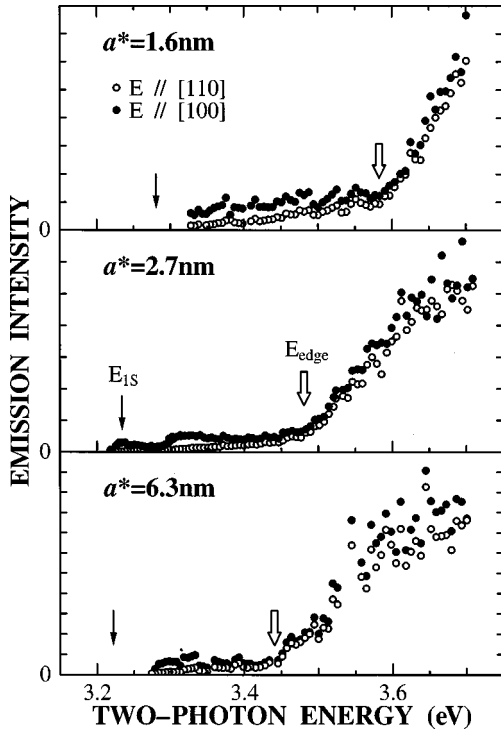 a*=1.6nm
○ E // [110]
● E // [100]
0
a*=2.7nm
E1S
Eedge
0
a*=6.3nm
0
3.2 3.4 3.6
TWO-PHOTON ENERGY (eV)
EMISSION INTENSITY